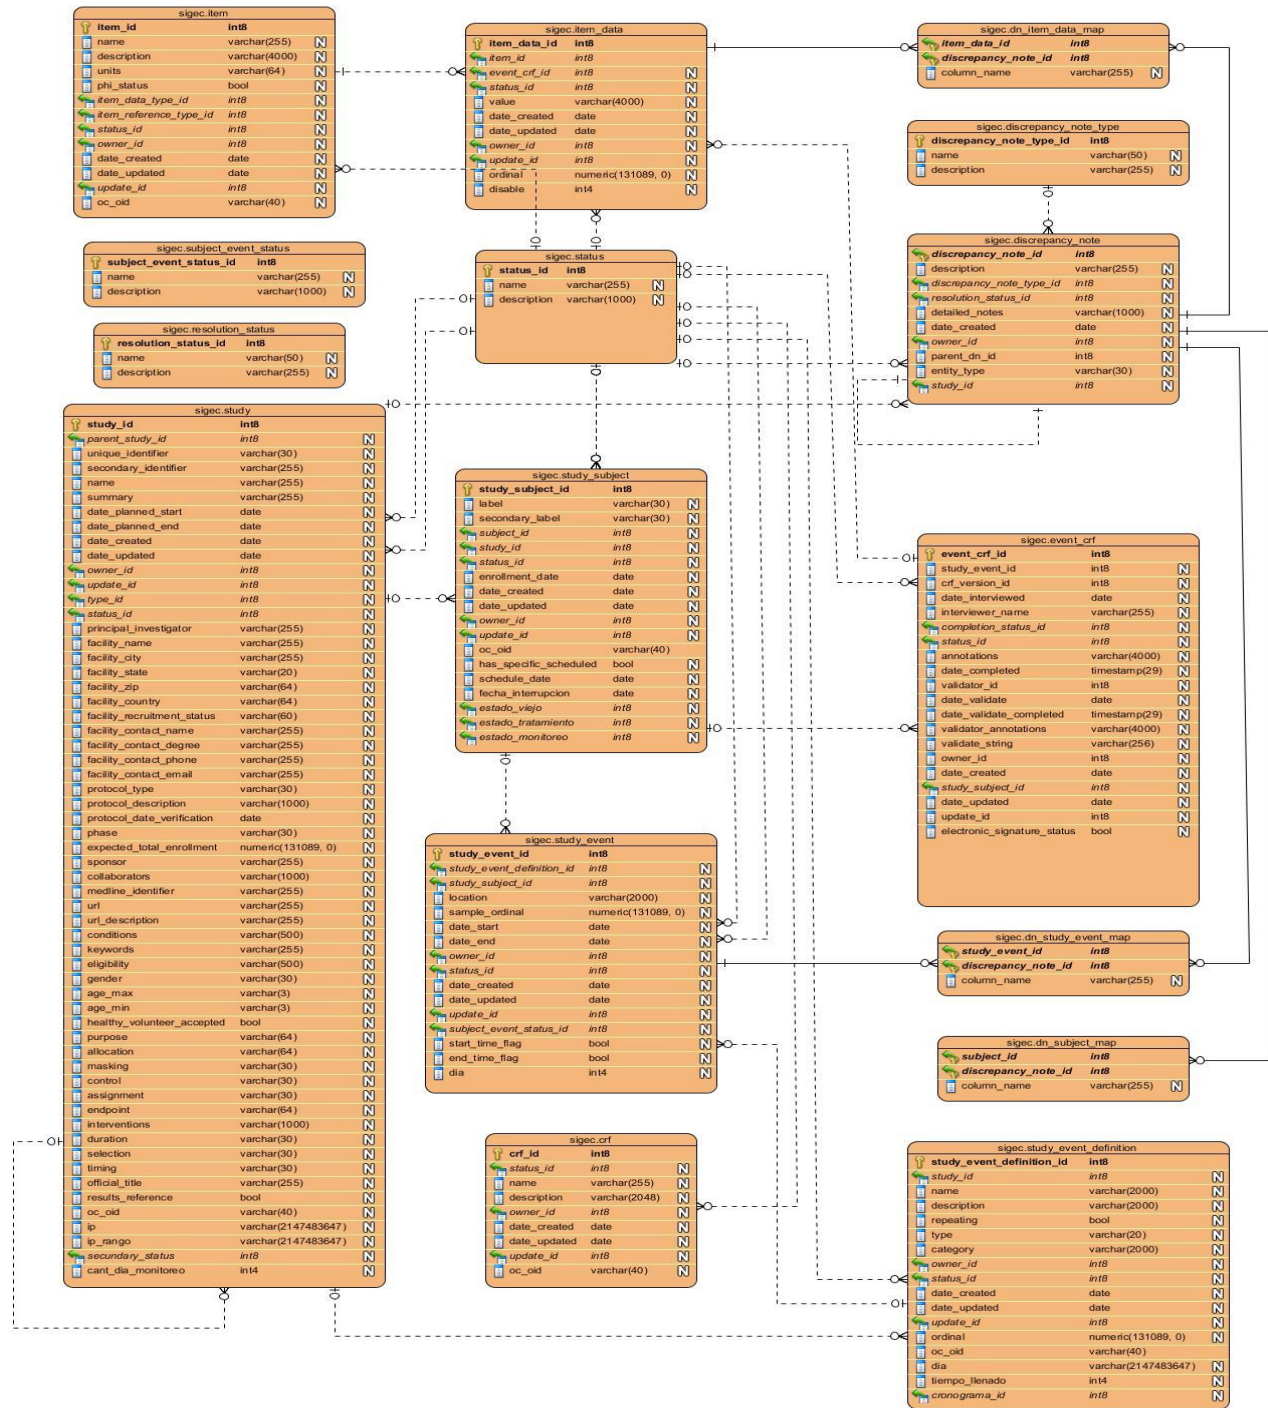 sigec.item
item_id int8
name varchar(255) N
description varchar(4000) N
units varchar(64) N
phi_status bool N
item_data_type_id int8 N
item_reference_type_id int8 N
status_id int8 N
owner_id int8 N
date_created date N
date_updated date N
update_id int8 N
oc_oid varchar(40) N
sigec.subject_event_status
subject_event_status_id int8
name varchar(255) N
description varchar(1000) N
sigec.resolution_status
resolution_status_id int8
name varchar(50) N
description varchar(255) N
sigec.study
study_id int8
parent_study_id int8 N
unique_identifier varchar(30) N
secondary_identifier varchar(255) N
name varchar(255) N
summary varchar(255) N
date_planned_start date N
date_planned_end date N
date_created date N
date_updated date N
owner_id int8 N
update_id int8 N
type_id int8 N
status_id int8 N
principal_investigator varchar(255) N
facility_name varchar(255) N
facility_city varchar(255) N
facility_state varchar(20) N
facility_zip varchar(64) N
facility_country varchar(64) N
facility_recruitment_status varchar(60) N
facility_contact_name varchar(255) N
facility_contact_degree varchar(255) N
facility_contact_phone varchar(255) N
facility_contact_email varchar(255) N
protocol_type varchar(30) N
protocol_description varchar(1000) N
protocol_date_verification date N
phase varchar(30) N
expected_total_enrollment numeric(131089, 0) N
sponsor varchar(255) N
collaborators varchar(1000) N
medline_identifier varchar(255) N
url varchar(255) N
url_description varchar(255) N
conditions varchar(500) N
keywords varchar(255) N
eligibility varchar(500) N
gender varchar(30) N
age_max varchar(3) N
age_min varchar(3) N
healthy_volunteer_accepted bool N
purpose varchar(64) N
allocation varchar(64) N
masking varchar(30) N
control varchar(30) N
assignment varchar(30) N
endpoint varchar(64) N
interventions varchar(1000) N
duration varchar(30) N
selection varchar(30) N
timing varchar(30) N
official_title varchar(255) N
results_reference bool N
oc_oid varchar(40) N
ip varchar(2147483647) N
ip_rango varchar(2147483647) N
secundary_status int8 N
cant_dia_monitoreo int4 N
sigec.item_data
item_data_id int8
item_id int8
event_crf_id int8 N
status_id int8 N
value varchar(4000) N
date_created date N
date_updated date N
owner_id int8 N
update_id int8 N
ordinal numeric(131089, 0) N
disable int4 N
sigec.status
status_id int8
name varchar(255) N
description varchar(1000) N
sigec.study_subject
study_subject_id int8
label varchar(30) N
secondary_label varchar(30) N
subject_id int8 N
study_id int8 N
status_id int8 N
enrollment_date date N
date_created date N
date_updated date N
owner_id int8 N
update_id int8 N
oc_oid varchar(40)
has_specific_scheduled bool N
schedule_date date N
fecha_interrupcion date N
estado_viejo int8 N
estado_tratamiento int8 N
estado_monitoreo int8 N
sigec.study_event
study_event_id int8
study_event_definition_id int8 N
study_subject_id int8 N
location varchar(2000) N
sample_ordinal numeric(131089, 0) N
date_start date N
date_end date N
owner_id int8 N
status_id int8 N
date_created date N
date_updated date N
update_id int8 N
subject_event_status_id int8 N
start_time_flag bool N
end_time_flag bool N
dia int4 N
sigec.crf
crf_id int8
status_id int8 N
name varchar(255) N
description varchar(2048) N
owner_id int8 N
date_created date N
date_updated date N
update_id int8 N
oc_oid varchar(40) N
sigec.dn_item_data_map
item_data_id int8
discrepancy_note_id int8
column_name varchar(255) N
sigec.discrepancy_note_type
discrepancy_note_type_id int8
name varchar(50) N
description varchar(255) N
sigec.discrepancy_note
discrepancy_note_id int8
description varchar(255) N
discrepancy_note_type_id int8 N
resolution_status_id int8 N
detailed_notes varchar(1000) N
date_created date N
owner_id int8 N
parent_dn_id int8 N
entity_type varchar(30) N
study_id int8 N
sigec.event_crf
event_crf_id int8
study_event_id int8 N
crf_version_id int8 N
date_interviewed date N
interviewer_name varchar(255) N
completion_status_id int8 N
status_id int8 N
annotations varchar(4000) N
date_completed timestamp(29) N
validator_id int8 N
date_validate date N
date_validate_completed timestamp(29) N
validator_annotations varchar(4000) N
validate_string varchar(256) N
owner_id int8 N
date_created date N
study_subject_id int8 N
date_updated date N
update_id int8 N
electronic_signature_status bool N
sigec.dn_study_event_map
study_event_id int8
discrepancy_note_id int8
column_name varchar(255) N
sigec.dn_subject_map
subject_id int8
discrepancy_note_id int8
column_name varchar(255) N
sigec.study_event_definition
study_event_definition_id int8
study_id int8 N
name varchar(2000) N
description varchar(2000) N
repeating bool N
type varchar(20) N
category varchar(2000) N
owner_id int8 N
status_id int8 N
date_created date N
date_updated date N
update_id int8 N
ordinal numeric(131089, 0) N
oc_oid varchar(40)
dia varchar(2147483647) N
tiempo_llenado int4 N
cronograma_id int8 N